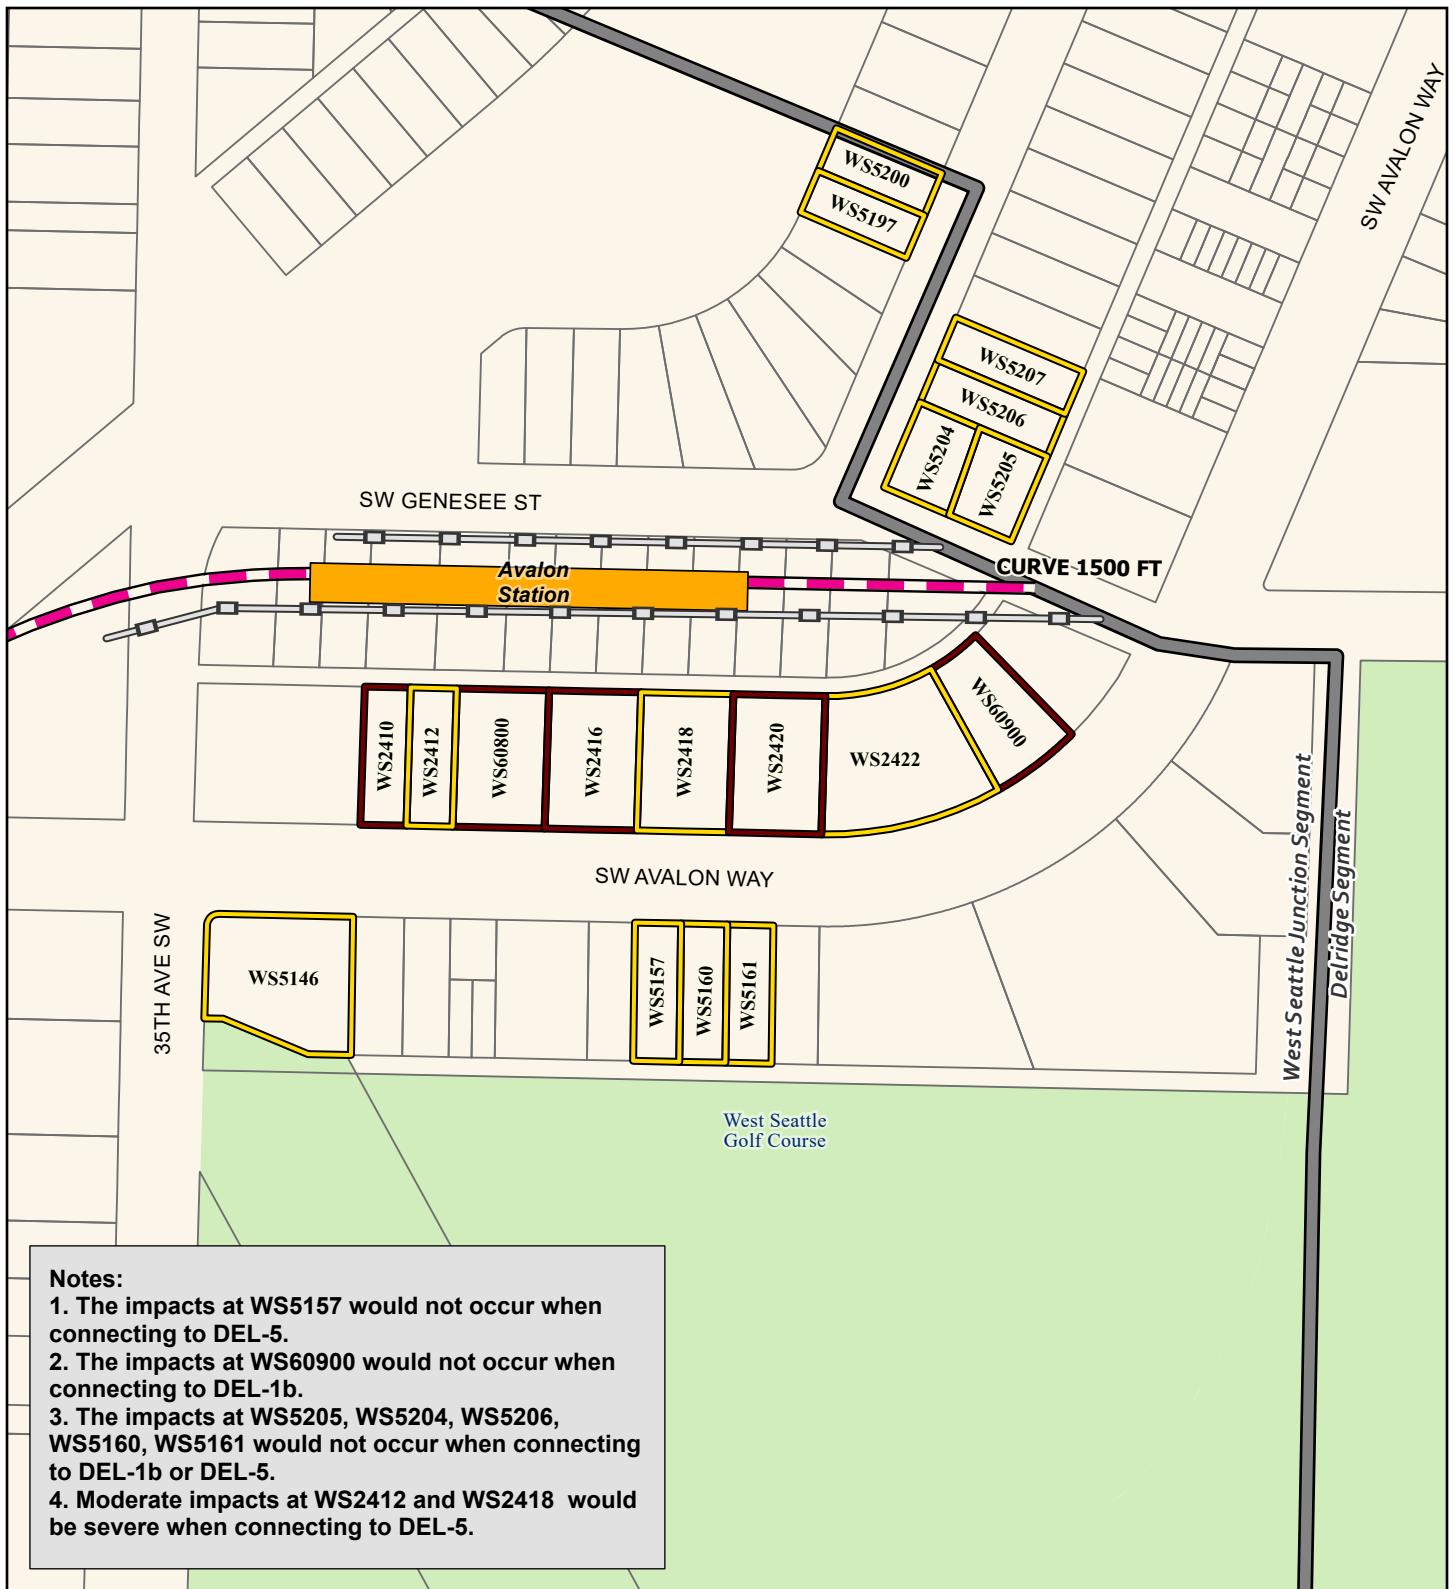 SW AVALON WAY
WS5200
WS5197
WS5207
WS5206
WS5204
WS5205
SW GENESEE ST
CURVE 1500 FT
Avalon
Station
WS2410
WS2412
WS60800
WS2416
WS2418
WS2420
WS2422
WS60900
SW AVALON WAY
West Seattle Junction Segment
Delridge Segment
35TH AVE SW
WS5146
WS5157
WS5160
WS5161
West Seattle
Golf Course
Notes:
1. The impacts at WS5157 would not occur when
connecting to DEL-5.
2. The impacts at WS60900 would not occur when
connecting to DEL-1b.
3. The impacts at WS5205, WS5204, WS5206,
WS5160, WS5161 would not occur when connecting
to DEL-1b or DEL-5.
4. Moderate impacts at WS2412 and WS2418  would
be severe when connecting to DEL-5.